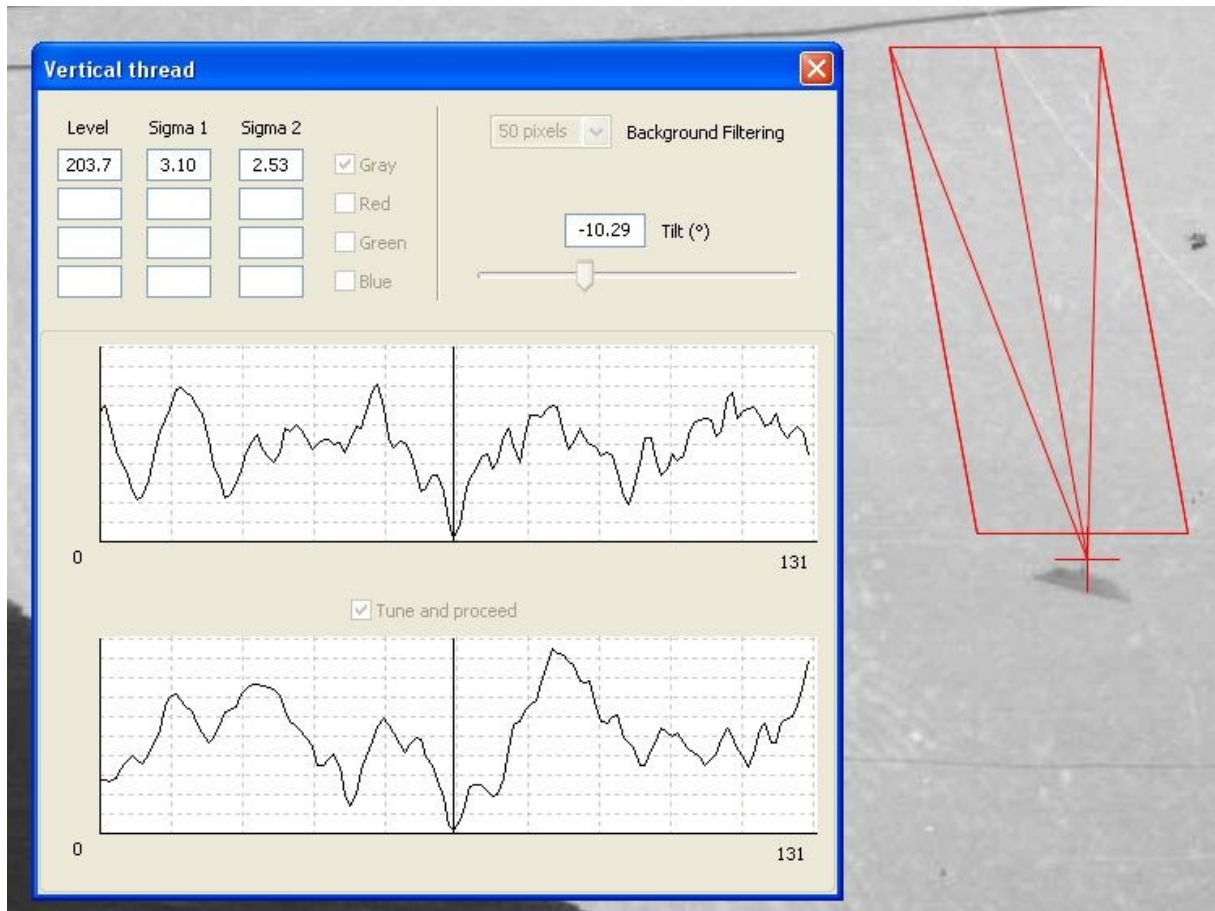 Vertical thread
Level Sigma 1 Sigma 2
50 pixels Background Filtering
203.7 3.10 2.53 Gray
Red
-10.29 Tilt (°)
Green
Blue
0 131
Tune and proceed
0 131